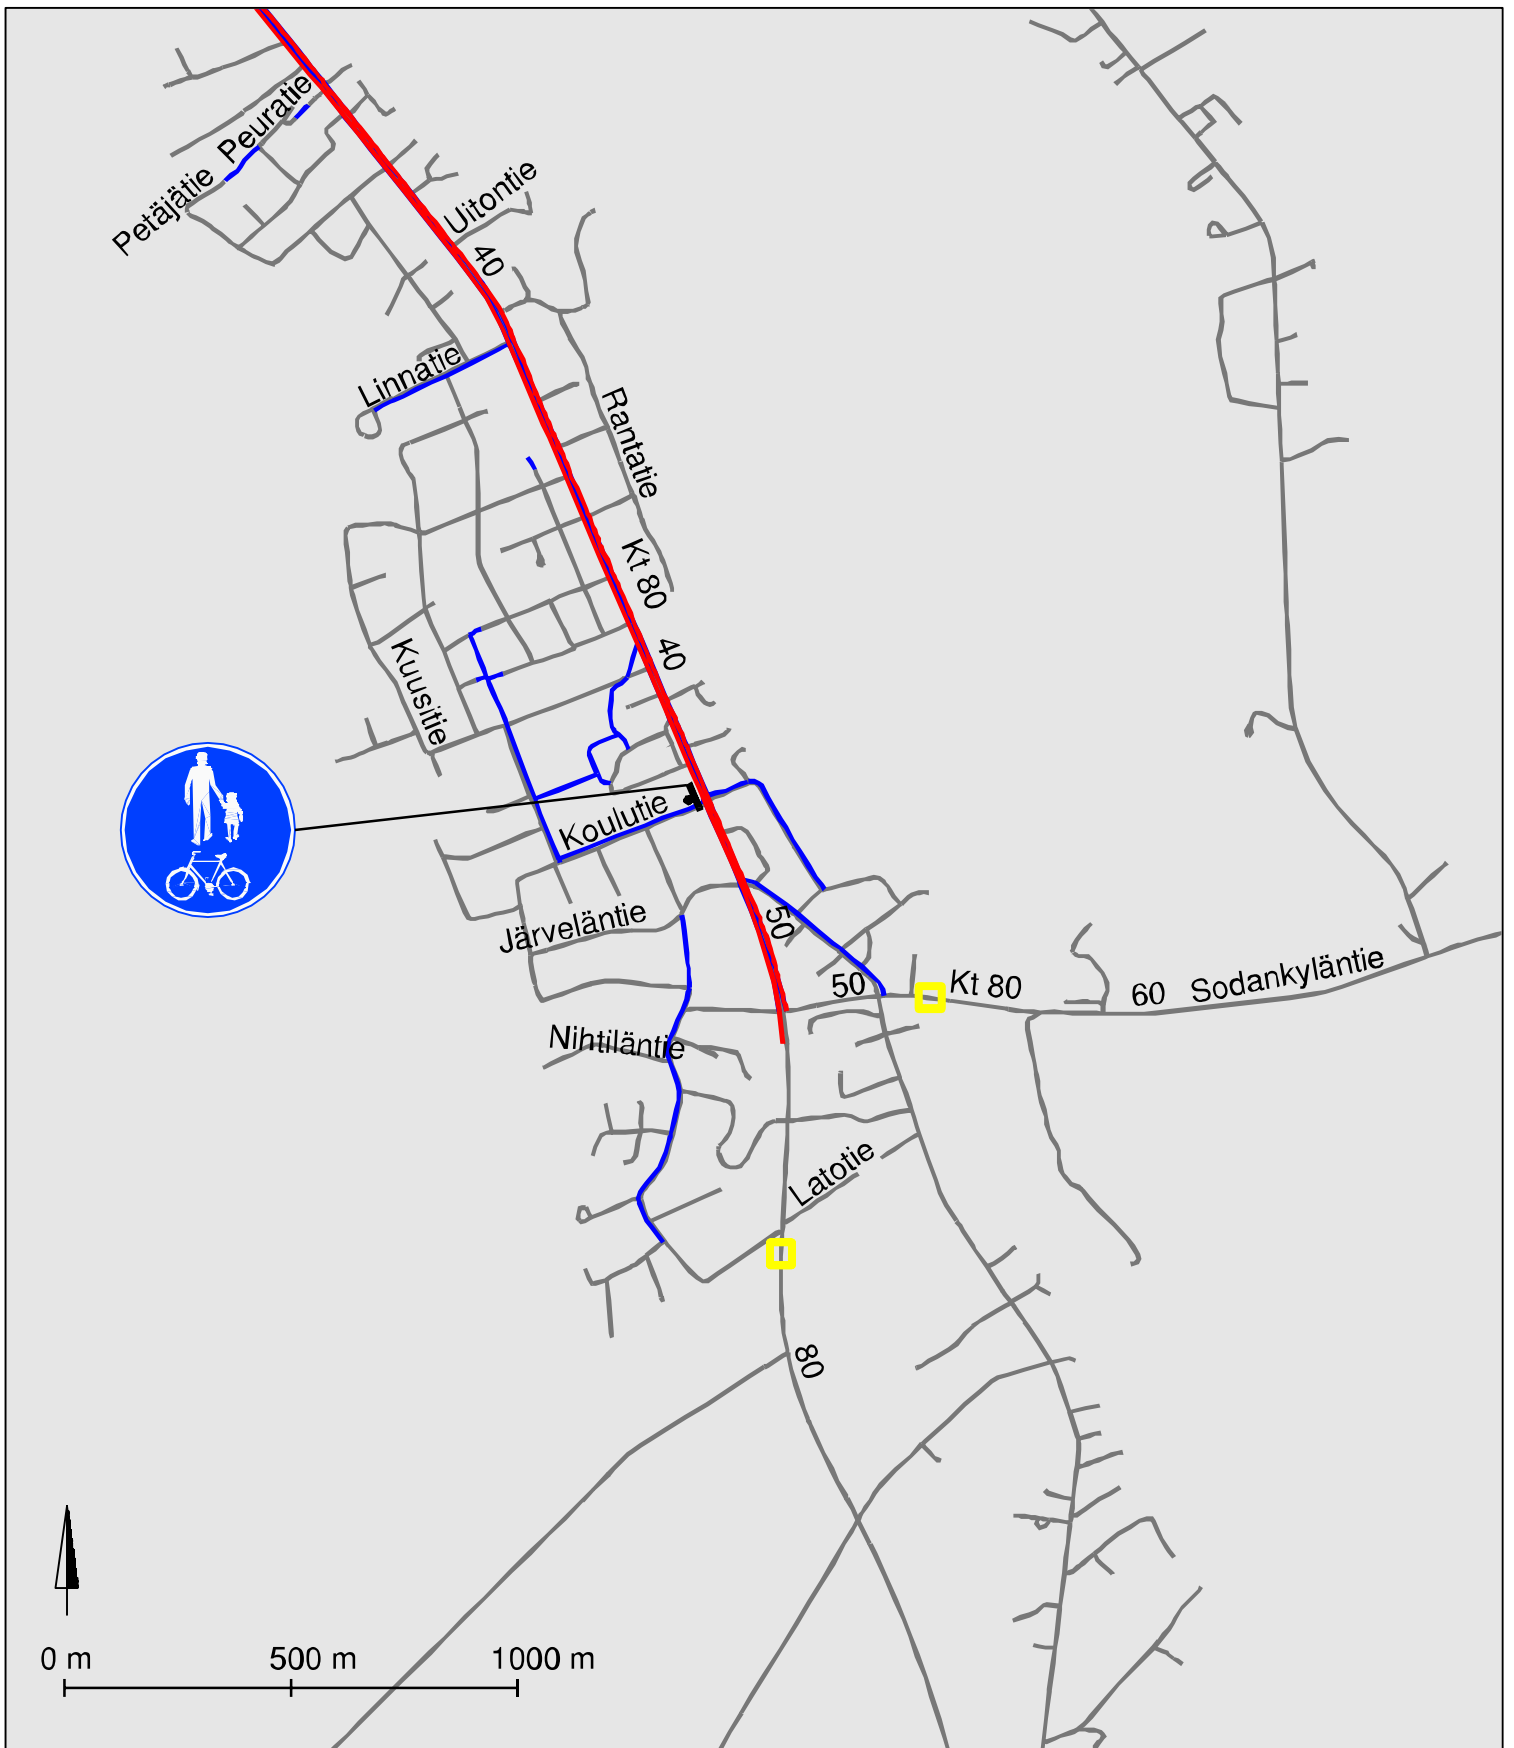 Peuratie
Petäjätie
Uitontie
40
Linnatie
Rantatie
Kt 80
40
Kuusitie
Koulutie
Järveläntie
50
50
Kt 80
60
Sodankyläntie
Nihtiläntie
Latotie
80
0 m
500 m
1000 m